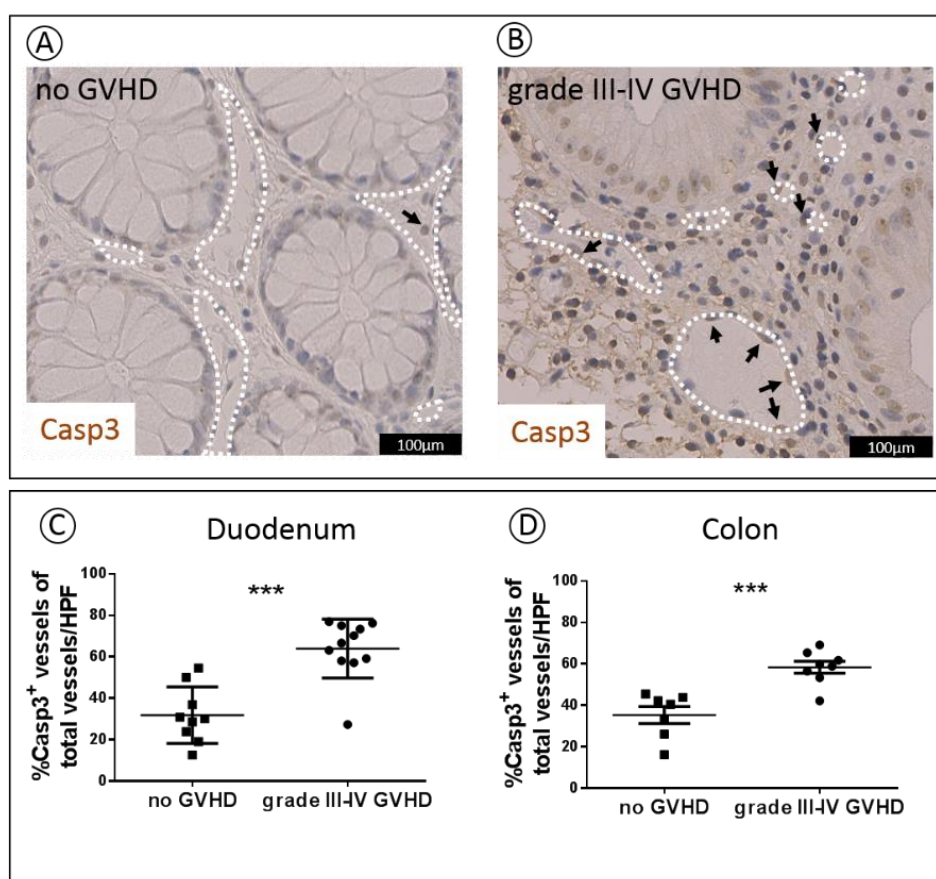 A
no GVHD
Casp3
100µm
B
grade III-IV GVHD
Casp3
100µm
C
Duodenum
%Casp3+ vessels of
total vessels/HPF
100
80
60
40
20
0
***
no GVHD
grade III-IV GVHD
D
Colon
%Casp3+ vessels of
total vessels/HPF
100
80
60
40
20
0
***
no GVHD
grade III-IV GVHD